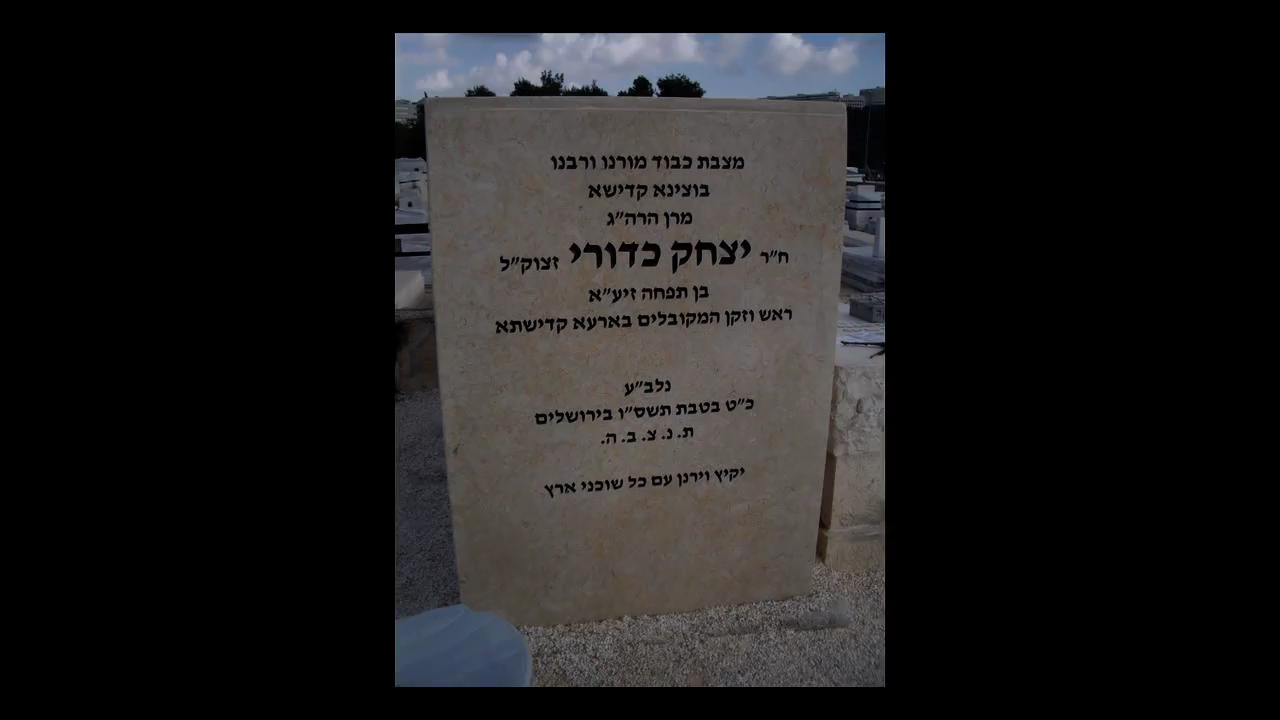 מצבת כבוד מורנו ורבנו
בוצינא קדישא
מרן הרה״ג
ח״ר יצחק כדורי זצוק״ל
בן תפחה זיע״א
ראש וזקן המקובלים בארעא קדישתא
נלב״ע
כ״ט בטבת תשס״ו בירושלים
ת. נ. צ. ב. ה.
יקיץ וירנן עם כל שוכני ארץ